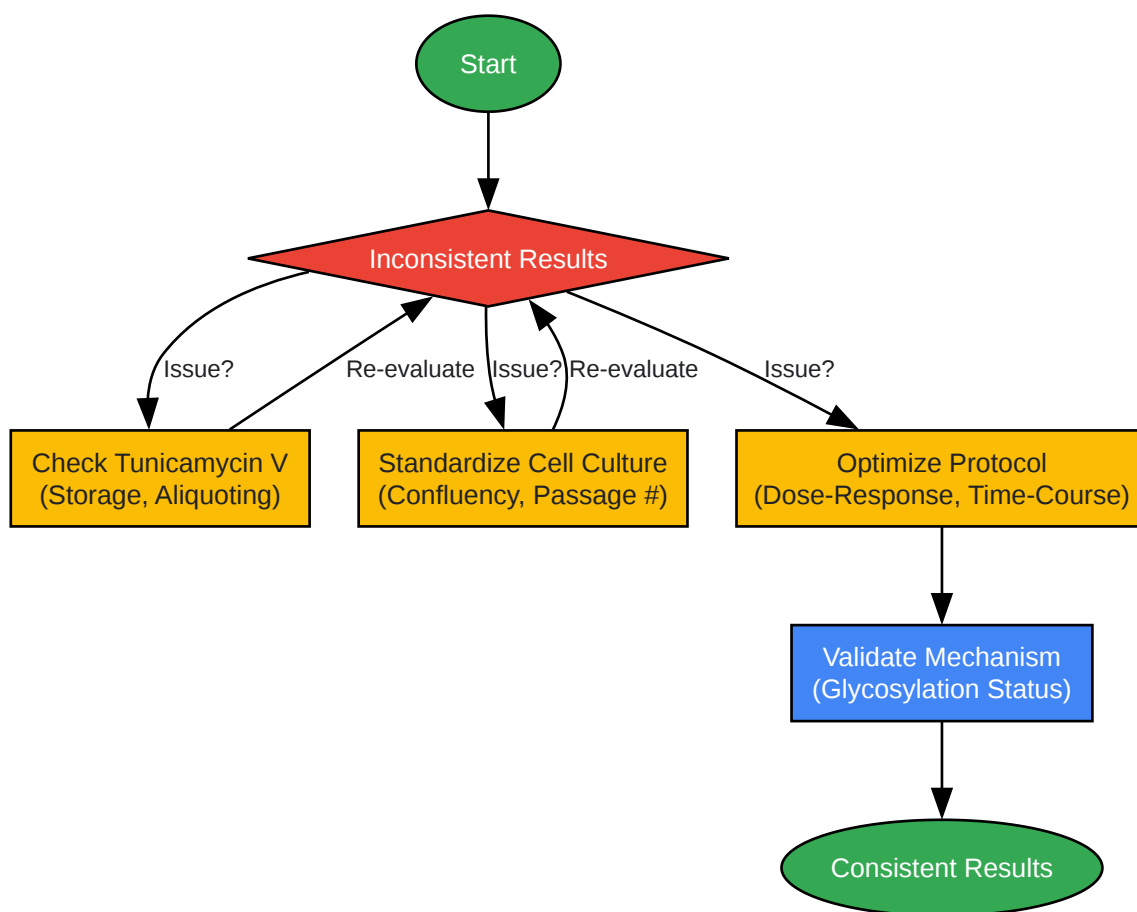 Start
Inconsistent Results
Issue?
Re-evaluate
Issue?
Re-evaluate
Issue?
Check Tunicamycin V
(Storage, Aliquoting)
Standardize Cell Culture
(Confluency, Passage #)
Optimize Protocol
(Dose-Response, Time-Course)
Validate Mechanism
(Glycosylation Status)
Consistent Results